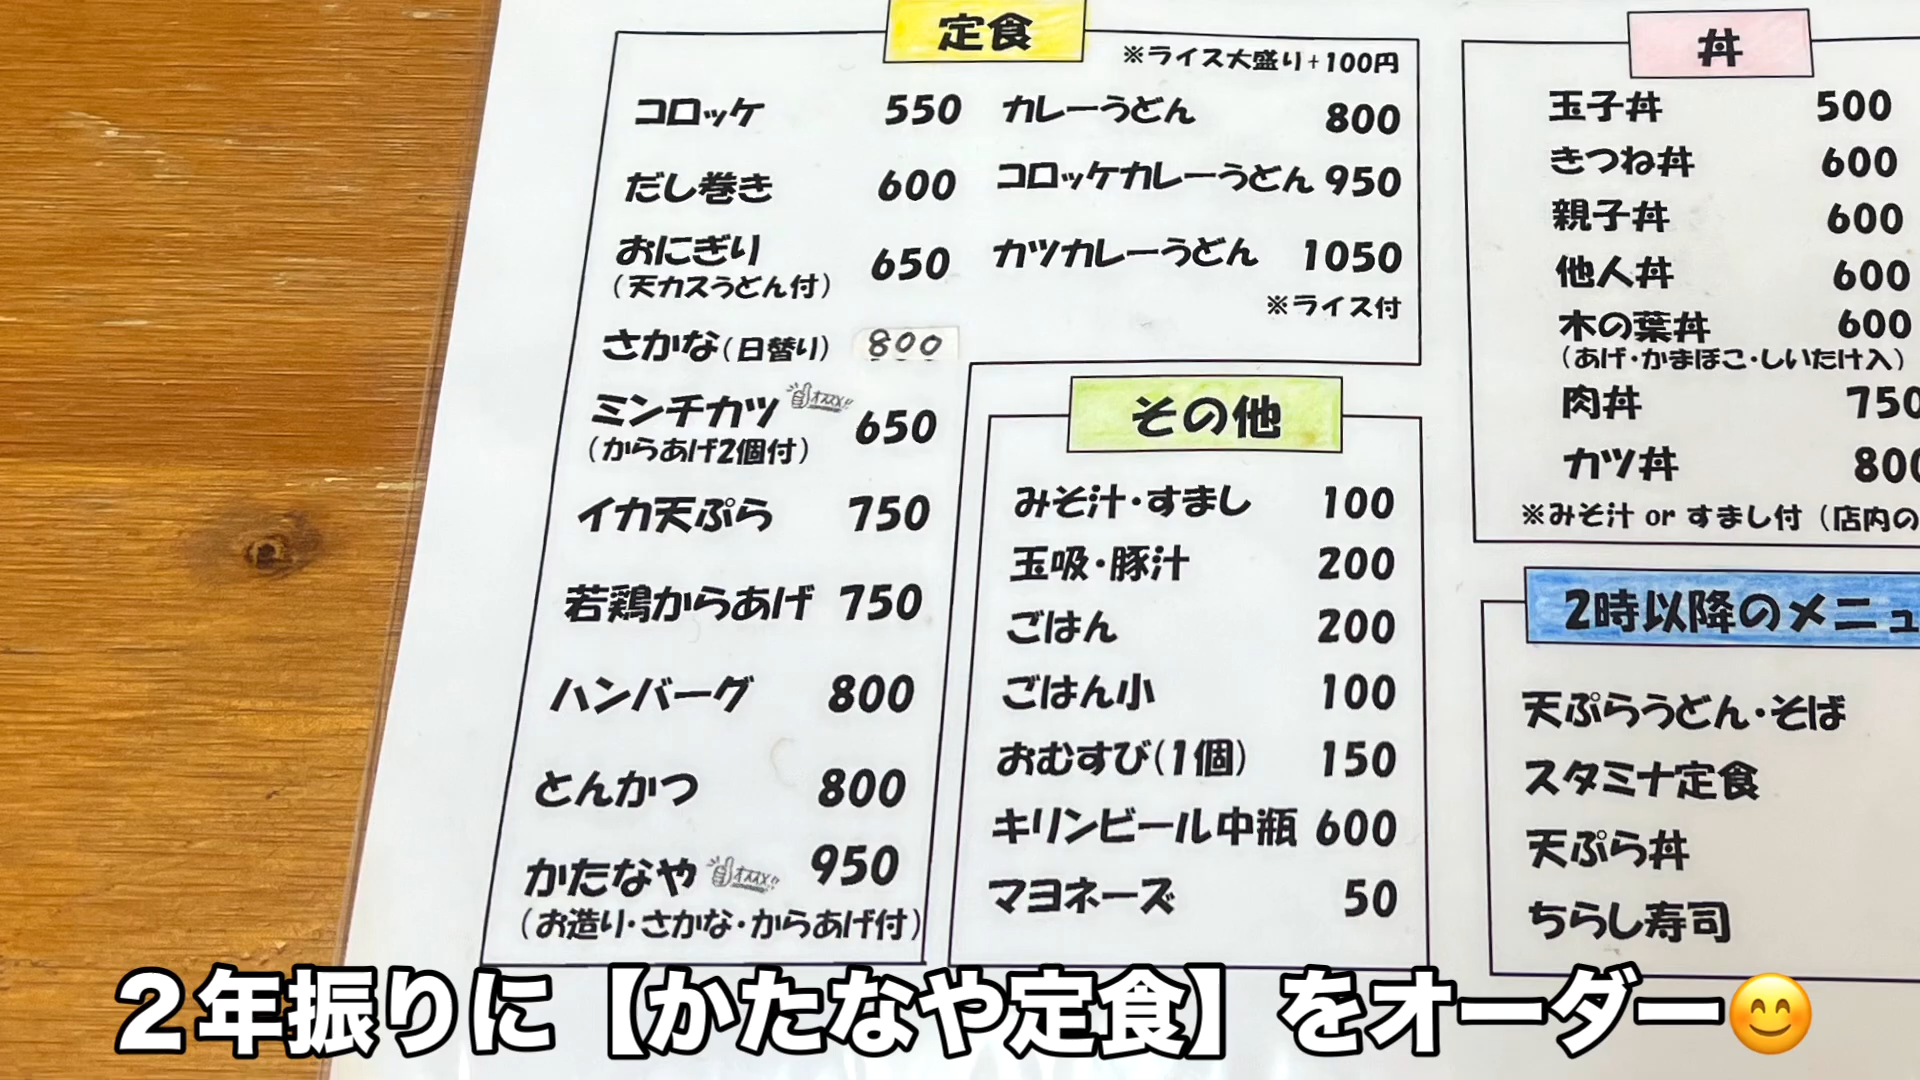 定食
※ライス大盛り+100円
コロッケ 550
だし巻き 600
おにぎり 650
(天カスうどん付)
さかな(日替り) 800
ミンチカツ オススメ!! 650
(からあげ2個付)
イカ天ぷら 750
若鶏からあげ 750
ハンバーグ 800
とんかつ 800
かたなや オススメ!! 950
(お造り・さかな・からあげ付)
カレーうどん 800
コロッケカレーうどん 950
カツカレーうどん 1050
※ライス付
その他
みそ汁・すまし 100
玉吸・豚汁 200
ごはん 200
ごはん小 100
おむすび(1個) 150
キリンビール中瓶 600
マヨネーズ 50
丼
玉子丼 500
きつね丼 600
親子丼 600
他人丼 600
木の葉丼 600
(あげ・かまぼこ・しいたけ入)
肉丼 750
カツ丼 800
※みそ汁 or すまし付(店内の
2時以降のメニュ
天ぷらうどん・そば
スタミナ定食
天ぷら丼
ちらし寿司
2年振りに【かたなや定食】をオーダー😊